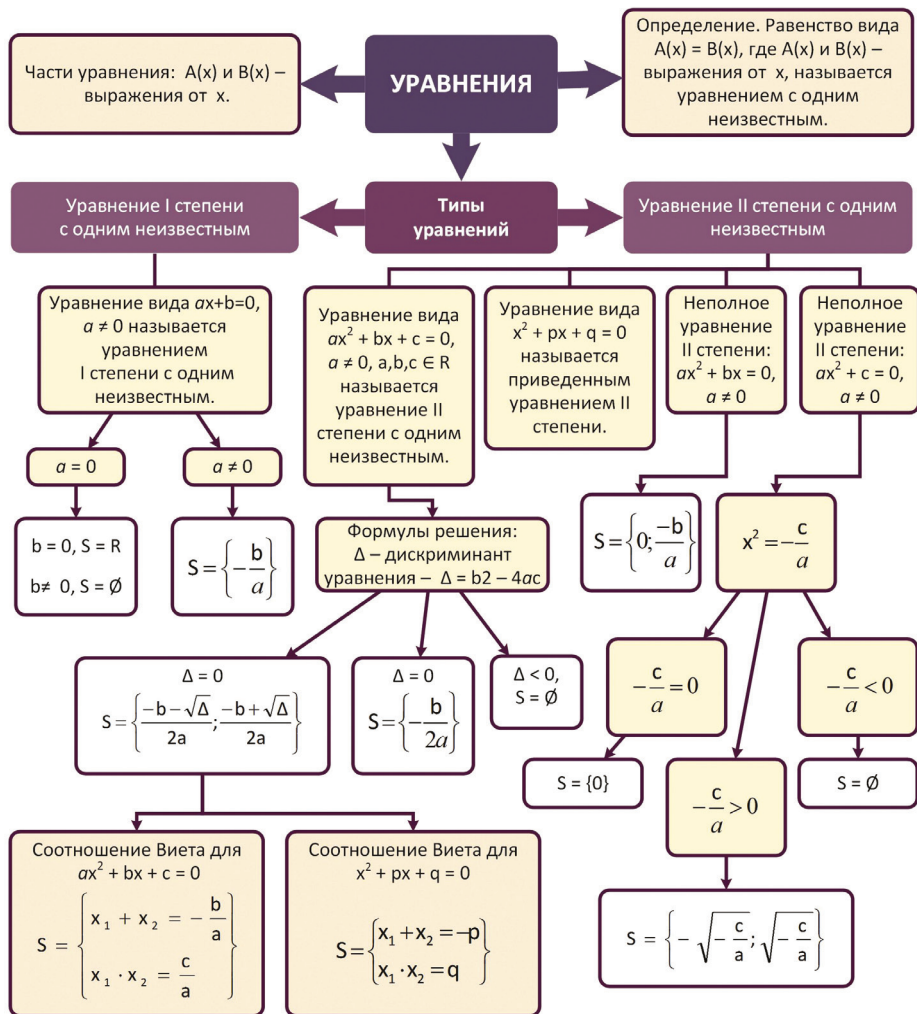 УРАВНЕНИЯ
Части уравнения: A(x) и B(x) –
выражения от x.
Определение. Равенство вида
A(x) = B(x), где A(x) и B(x) –
выражения от x, называется
уравнением с одним
неизвестным.
Типы
уравнений
Уравнение I степени
с одним неизвестным
Уравнение II степени с одним
неизвестным
Уравнение вида ax+b=0,
a ≠ 0 называется
уравнением
I степени с одним
неизвестным.
a = 0
a ≠ 0
b = 0, S = R
b≠ 0, S = Ø
S = {-b/a}
Уравнение вида
ax² + bx + c = 0,
a ≠ 0, a,b,c ∈ R
называется
уравнение II
степени с одним
неизвестным.
Уравнение вида
x² + px + q = 0
называется
приведенным
уравнением II
степени.
Неполное
уравнение
II степени:
ax² + bx = 0,
a ≠ 0
Неполное
уравнение
II степени:
ax² + c = 0,
a ≠ 0
Формулы решения:
Δ – дискриминант
уравнения – Δ = b2 – 4ac
S = {0; -b/a}
x² = -c/a
Δ = 0
S = {(-b-√Δ)/2a; (-b+√Δ)/2a}
Δ = 0
S = {-b/2a}
Δ < 0,
S = Ø
-c/a = 0
-c/a < 0
S = {0}
-c/a > 0
S = Ø
S = {-√(-c/a); √(-c/a)}
Соотношение Виета для
ax² + bx + c = 0
S = {x₁ + x₂ = -b/a
x₁ · x₂ = c/a}
Соотношение Виета для
x² + px + q = 0
S = {x₁ + x₂ = -p
x₁ · x₂ = q}